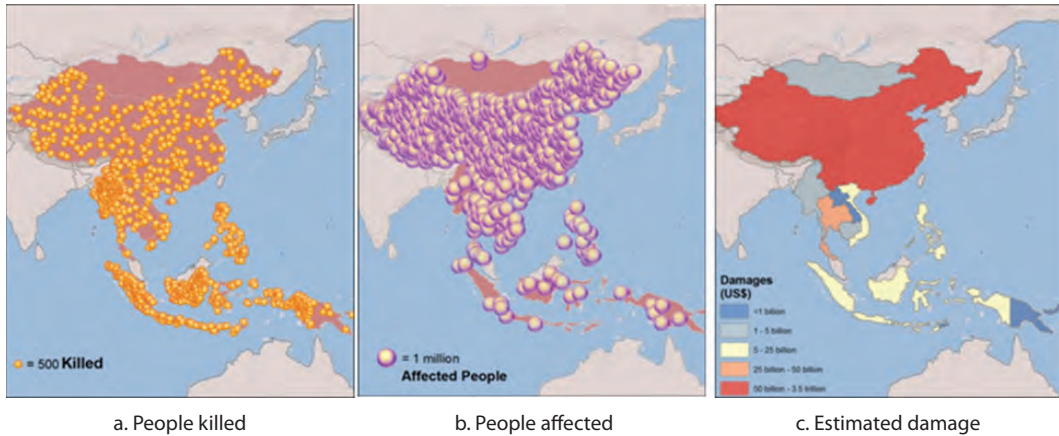 = 500 Killed
= 1 million
Affected People
Damages
(US$)
<1 billion
1 - 5 billion
5 - 25 billion
25 billion - 50 billion
50 billion - 3.5 trillion
a. People killed
b. People affected
c. Estimated damage